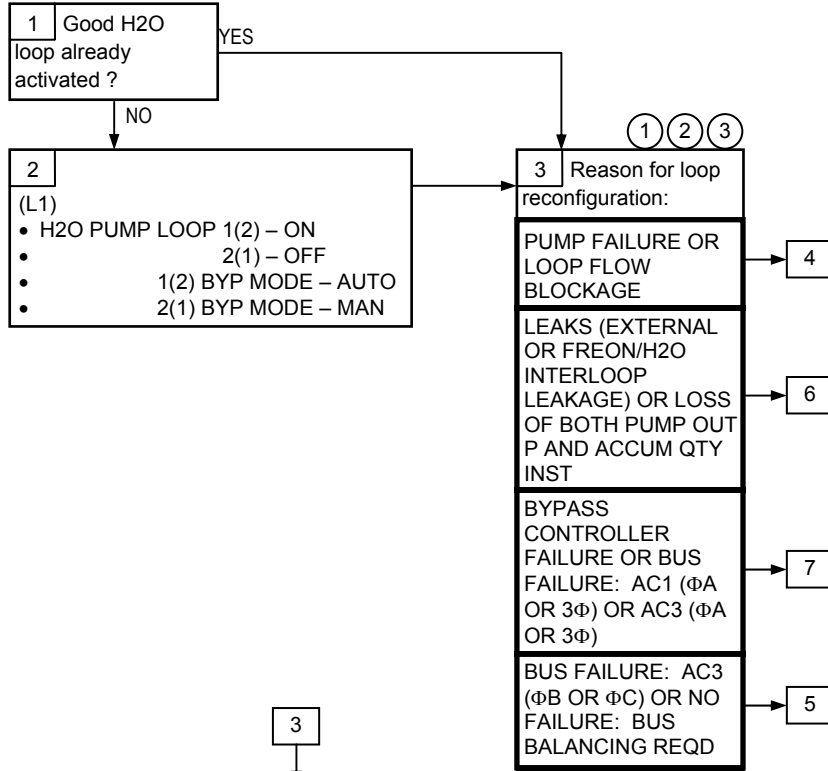 1 Good H2O
loop already
activated ?
YES
NO
2
(L1)
• H2O PUMP LOOP 1(2) – ON
• 2(1) – OFF
• 1(2) BYP MODE – AUTO
• 2(1) BYP MODE – MAN
1 2 3
3 Reason for loop
reconfiguration:
PUMP FAILURE OR
LOOP FLOW
BLOCKAGE
4
LEAKS (EXTERNAL
OR FREON/H2O
INTERLOOP
LEAKAGE) OR LOSS
OF BOTH PUMP OUT
P AND ACCUM QTY
INST
6
BYPASS
CONTROLLER
FAILURE OR BUS
FAILURE: AC1 (ΦA
OR 3Φ) OR AC3 (ΦA
OR 3Φ)
7
BUS FAILURE: AC3
(ΦB OR ΦC) OR NO
FAILURE: BUS
BALANCING REQD
5
3